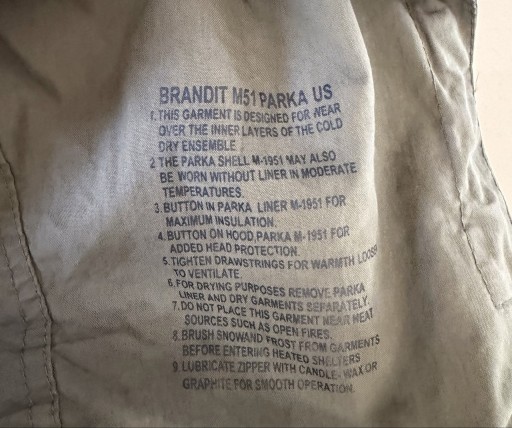 BRANDIT M51 PARKA US
1. THIS GARMENT IS DESIGNED FOR WEAR
OVER THE INNER LAYERS OF THE COLD
DRY ENSEMBLE
2 THE PARKA SHELL M-1951 MAY ALSO
BE WORN WITHOUT LINER IN MODERATE
TEMPERATURES.
3. BUTTON IN PARKA LINER M-1951 FOR
MAXIMUM INSULATION.
4. BUTTON ON HOOD,PARKA M-1951 FOR
ADDED HEAD PROTECTION.
5. TIGHTEN DRAWSTRINGS FOR WARMTH LOOSE
TO VENTILATE
6. FOR DRYING PURPOSES REMOVE PARKA
LINER AND DRY GARMENTS SEPARATELY.
7. DO NOT PLACE THIS GARMENT NEAR HEAT
SOURCES SUCH AS OPEN FIRES.
8. BRUSH SNOWAND FROST FROM GARMENTS
BEFORE ENTERING HEATED SHELTERS
9. LUBRICATE ZIPPER WITH CANDLE-WAX OR
GRAPHITE FOR SMOOTH OPERATION.